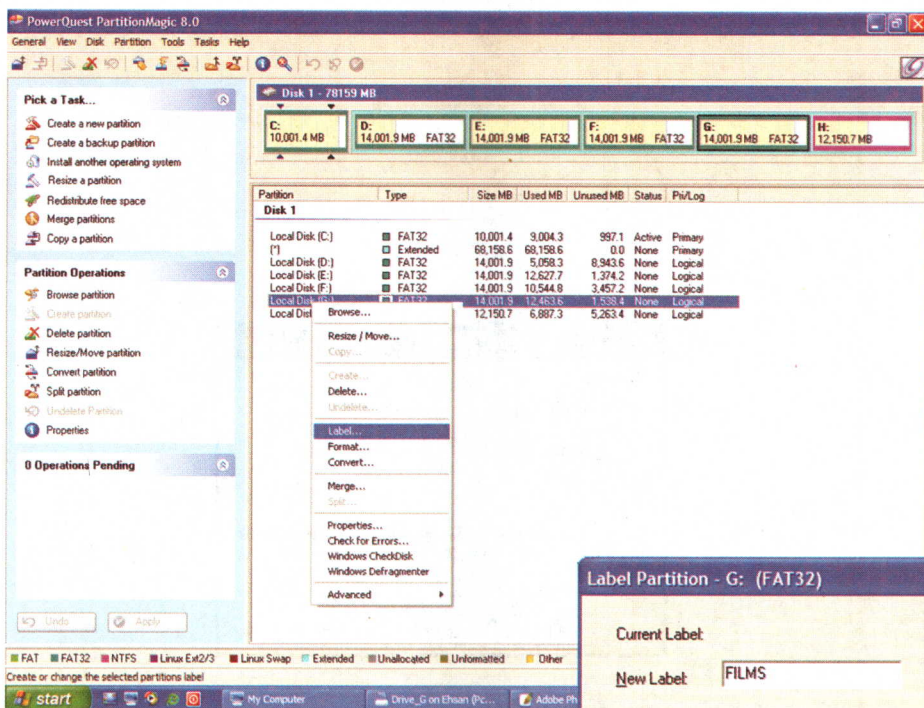 PowerQuest PartitionMagic 8.0
General View Disk Partition Tools Tasks Help
Pick a Task...
Create a new partition
Create a backup partition
Install another operating system
Resize a partition
Redistribute free space
Merge partitions
Copy a partition
Partition Operations
Browse partition
Create partition
Delete partition
Resize/Move partition
Convert partition
Split partition
Undelete Partition
Properties
0 Operations Pending
Undo Apply
Disk 1 - 78159 MB
C: D: E: F: G: H:
10,001.4 MB 14,001.9 MB FAT32 14,001.9 MB FAT32 14,001.9 MB FAT32 14,001.9 MB FAT32 12,150.7 MB
Partition Type Size MB Used MB Unused MB Status Pri/Log
Disk 1
Local Disk (C:) FAT32 10,001.4 9,004.3 997.1 Active Primary
(*) Extended 68,158.6 68,158.6 0.0 None Primary
Local Disk (D:) FAT32 14,001.9 5,058.3 8,943.6 None Logical
Local Disk (E:) FAT32 14,001.9 12,627.7 1,374.2 None Logical
Local Disk (F:) FAT32 14,001.9 10,544.8 3,457.2 None Logical
Local Disk (G:) FAT32 14,001.9 12,463.6 1,538.4 None Logical
Local Dis 12,150.7 6,887.3 5,263.4 None Logical
Browse...
Resize / Move...
Copy...
Create...
Delete...
Undelete...
Label...
Format...
Convert...
Merge...
Split...
Properties...
Check for Errors...
Windows CheckDisk
Windows Defragmenter
Advanced
Label Partition - G: (FAT32)
Current Label:
New Label: FILMS
FAT FAT32 NTFS Linux Ext2/3 Linux Swap Extended Unallocated Unformatted Other
Create or change the selected partitions label
start My Computer Drive_G on Ehsan (Pc... Adobe Ph